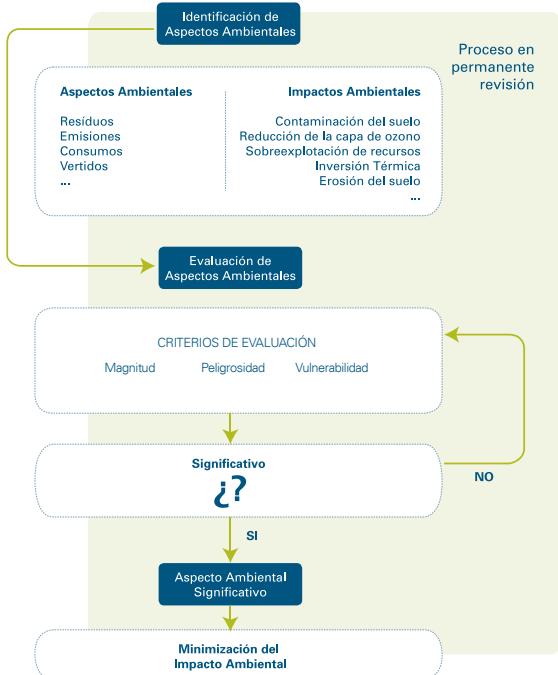 Identificación de
Aspectos Ambientales
Proceso en
permanente
revisión
Aspectos Ambientales
Resíduos
Emisiones
Consumos
Vertidos
...
Impactos Ambientales
Contaminación del suelo
Reducción de la capa de ozono
Sobreexplotación de recursos
Inversión Térmica
Erosión del suelo
...
Evaluación de
Aspectos Ambientales
CRITERIOS DE EVALUACIÓN
Magnitud Peligrosidad Vulnerabilidad
Significativo
¿?
NO
SI
Aspecto Ambiental
Significativo
Minimización del
Impacto Ambiental